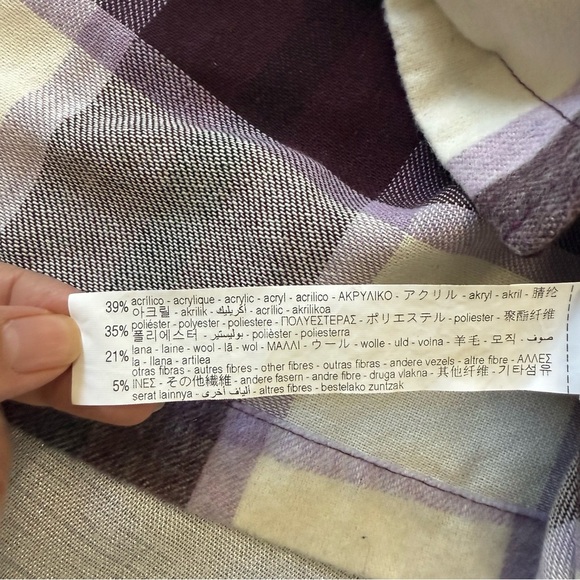 39% acrílico - acrylique - acrylic - acryl - acrilico - ΑΚΡΥΛΙΚΟ - アクリル - akryl - akril - 腈纶
아크릴 - akrilik - أكريليك - acrílic - akrilikoa
35% poliéster - polyester - poliestere - ΠΟΛΥΕΣΤΕΡΑΣ - ポリエステル - poliester - 聚酯纤维
폴리에스터 - بوليستير - polièster - poliesterra
21% lana - laine - wool - lã - wol - ΜΑΛΛΙ - ウール - wolle - uld - volna - 羊毛 - 모직 - صوف
la - llana - artilea
5% otras fibras - autres fibres - other fibres - outras fibras - andere vezels - altre fibre - ΑΛΛΕΣ
ΙΝΕΣ - その他繊維 - andere fasern - andre fibre - druga vlakna - 其他纤维 - 기타섬유
serat lainnya - ألياف أخرى - altres fibres - bestelako zuntzak